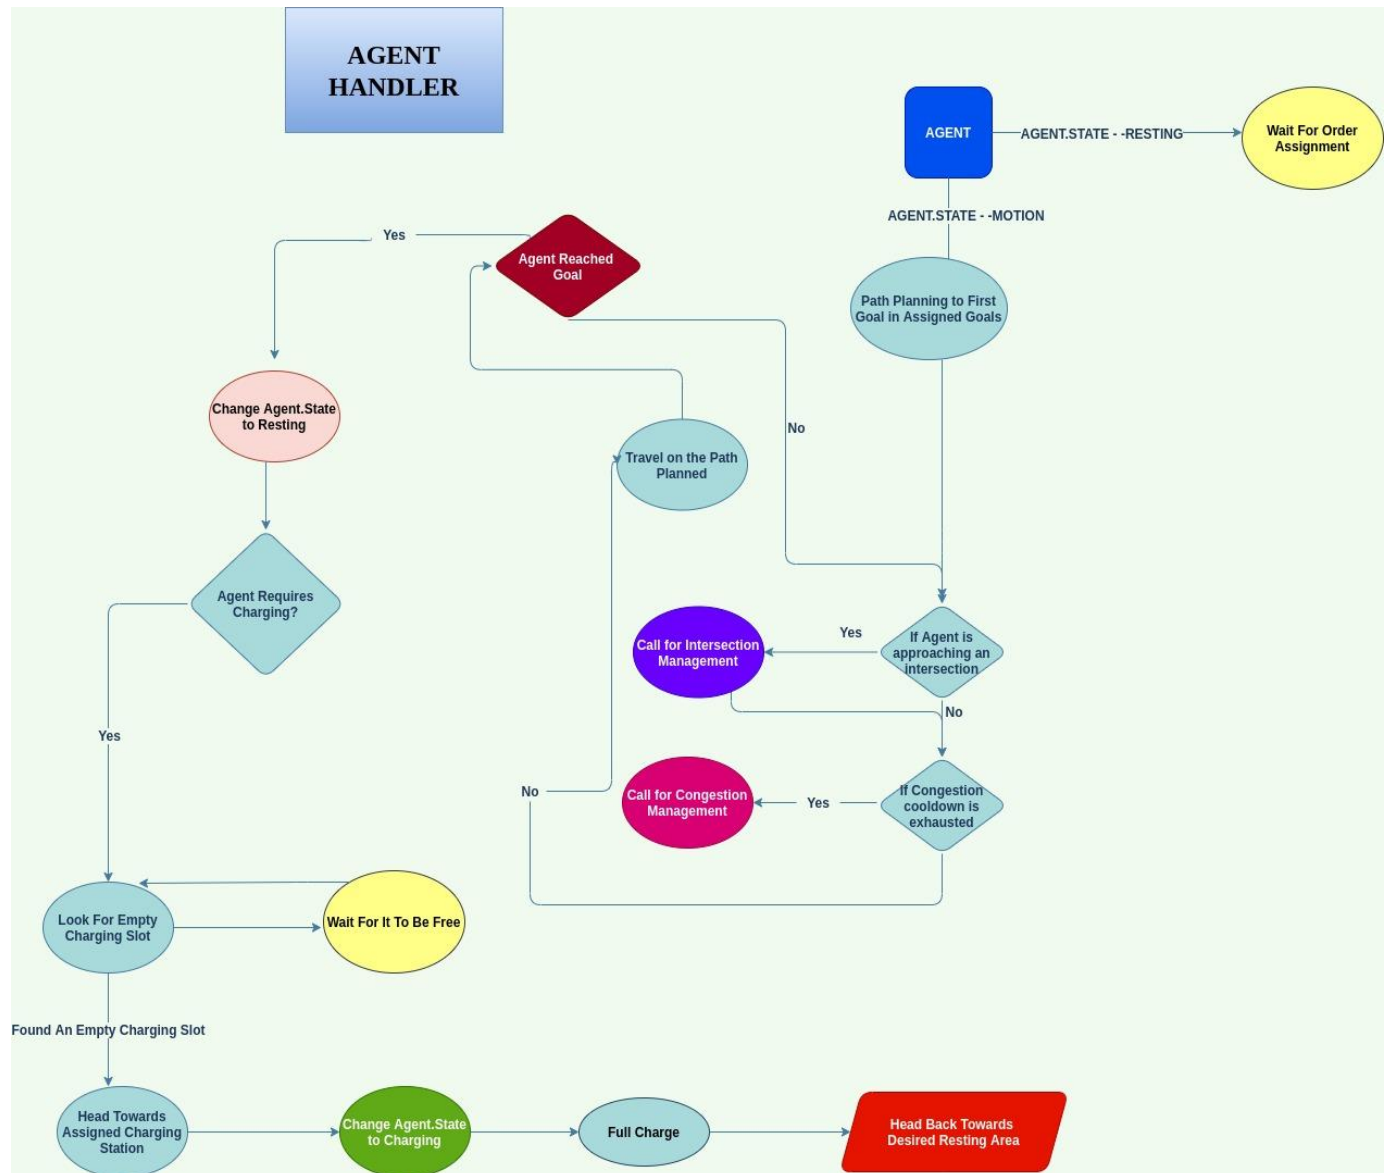 AGENT
HANDLER
AGENT
AGENT.STATE - -RESTING
Wait For Order
Assignment
AGENT.STATE - -MOTION
Path Planning to First
Goal in Assigned Goals
Yes
Agent Reached
Goal
No
Change Agent.State
to Resting
Travel on the Path
Planned
Agent Requires
Charging?
Yes
Call for Intersection
Management
Yes
If Agent is
approaching an
intersection
No
No
Call for Congestion
Management
Yes
If Congestion
cooldown is
exhausted
Look For Empty
Charging Slot
Wait For It To Be Free
Found An Empty Charging Slot
Head Towards
Assigned Charging
Station
Change Agent.State
to Charging
Full Charge
Head Back Towards
Desired Resting Area